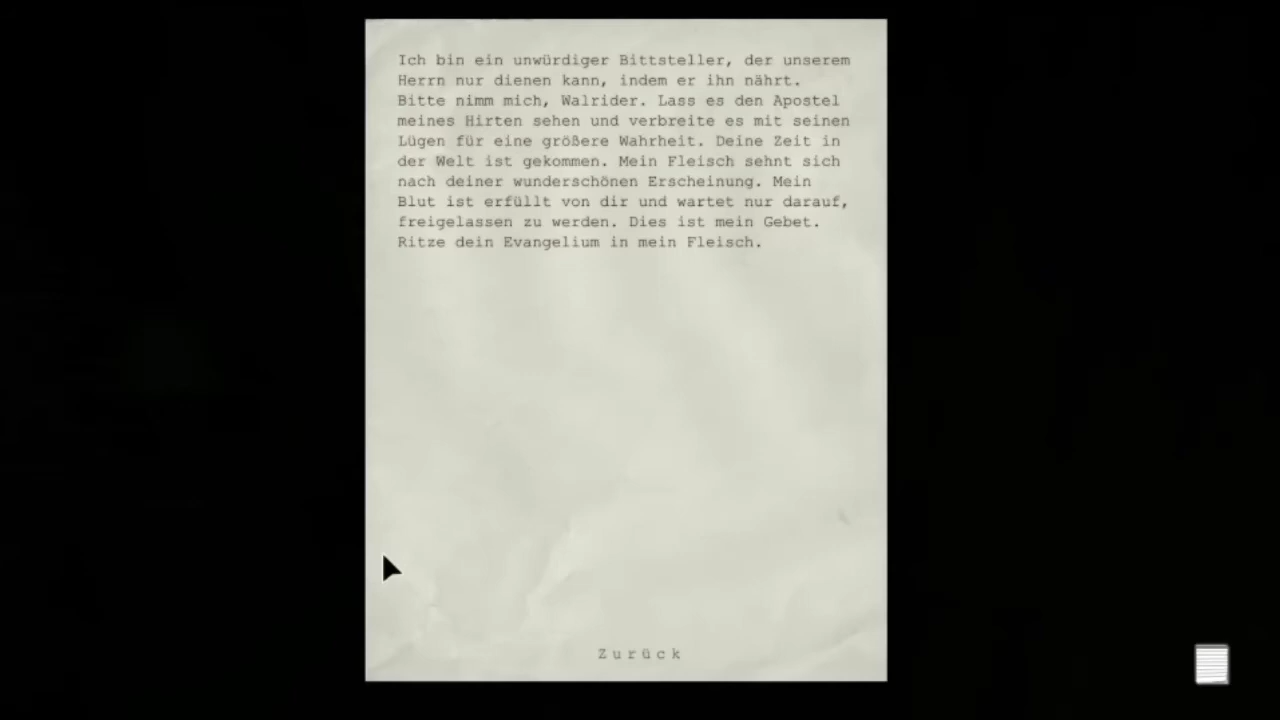 Ich bin ein unwürdiger Bittsteller, der unserem
Herrn nur dienen kann, indem er ihn nährt.
Bitte nimm mich, Walrider. Lass es den Apostel
meines Hirten sehen und verbreite es mit seinen
Lügen für eine größere Wahrheit. Deine Zeit in
der Welt ist gekommen. Mein Fleisch sehnt sich
nach deiner wunderschönen Erscheinung. Mein
Blut ist erfüllt von dir und wartet nur darauf,
freigelassen zu werden. Dies ist mein Gebet.
Ritze dein Evangelium in mein Fleisch.
Zurück